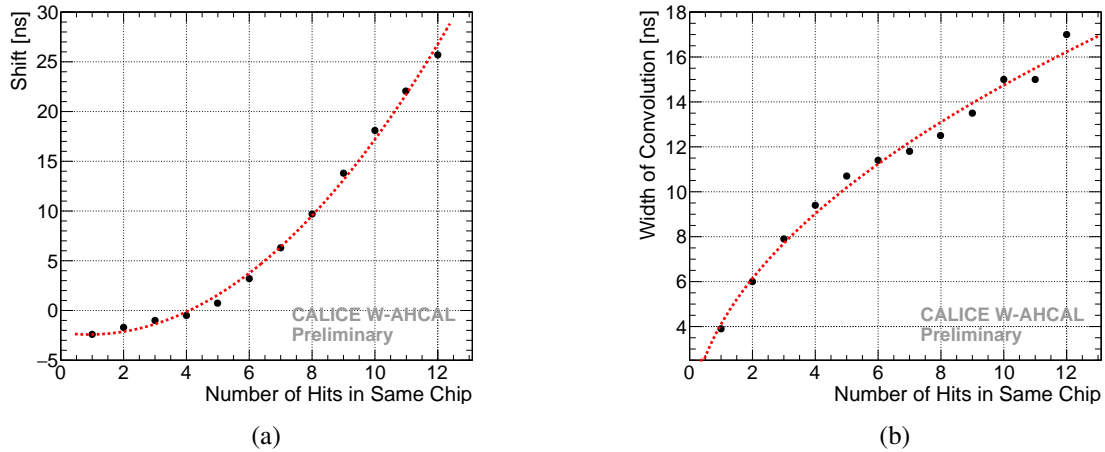 Shift [ns]
30
25
20
15
10
5
0
−5
0 2 4 6 8 10 12
Number of Hits in Same Chip
CALICE W-AHCAL
Preliminary
(a)
Width of Convolution [ns]
18
16
14
12
10
8
6
4
0 2 4 6 8 10 12
Number of Hits in Same Chip
CALICE W-AHCAL
Preliminary
(b)